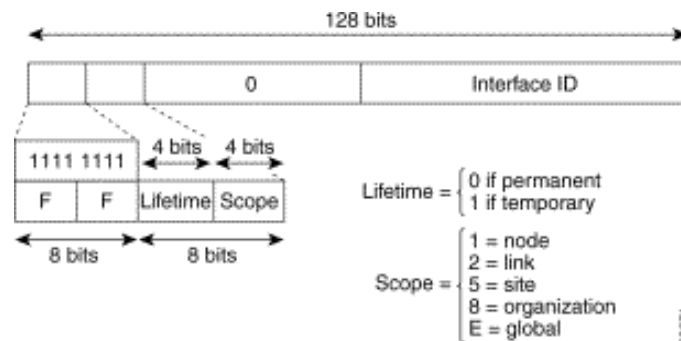 128 bits
0 Interface ID
1111 1111 4 bits 4 bits
F F Lifetime Scope
8 bits 8 bits
Lifetime = 0 if permanent
1 if temporary
Scope = 1 = node
2 = link
5 = site
8 = organization
E = global